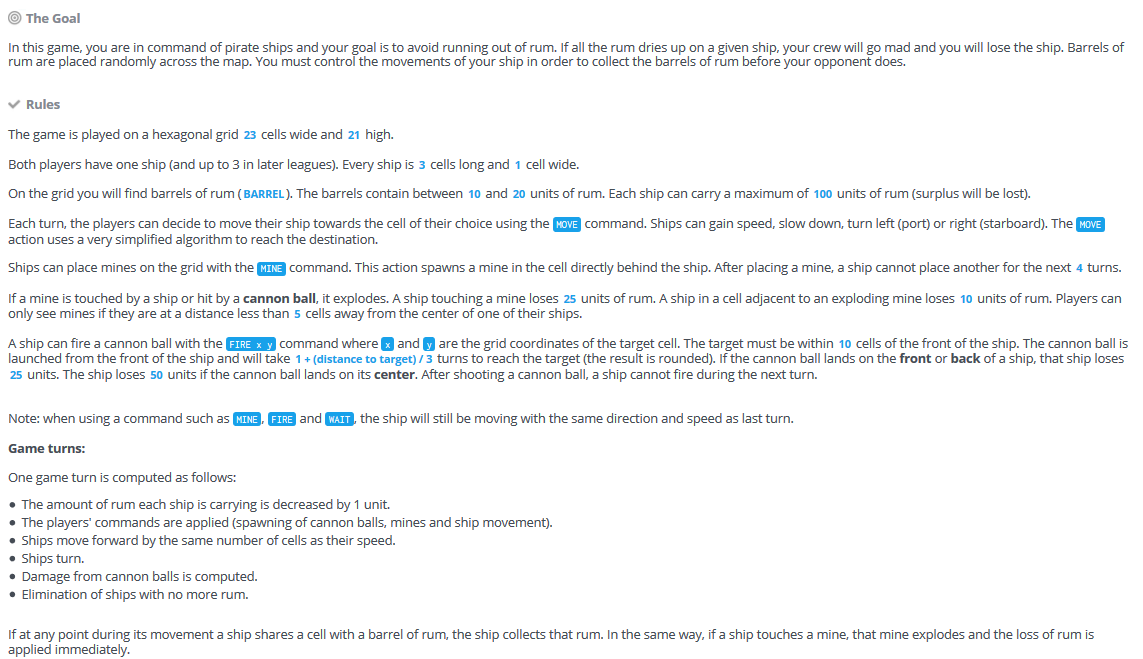 The Goal
In this game, you are in command of pirate ships and your goal is to avoid running out of rum. If all the rum dries up on a given ship, your crew will go mad and you will lose the ship. Barrels of
rum are placed randomly across the map. You must control the movements of your ship in order to collect the barrels of rum before your opponent does.
Rules
The game is played on a hexagonal grid 23 cells wide and 21 high.
Both players have one ship (and up to 3 in later leagues). Every ship is 3 cells long and 1 cell wide.
On the grid you will find barrels of rum (BARREL). The barrels contain between 10 and 20 units of rum. Each ship can carry a maximum of 100 units of rum (surplus will be lost).
Each turn, the players can decide to move their ship towards the cell of their choice using the MOVE command. Ships can gain speed, slow down, turn left (port) or right (starboard). The MOVE
action uses a very simplified algorithm to reach the destination.
Ships can place mines on the grid with the MINE command. This action spawns a mine in the cell directly behind the ship. After placing a mine, a ship cannot place another for the next 4 turns.
If a mine is touched by a ship or hit by a cannon ball, it explodes. A ship touching a mine loses 25 units of rum. A ship in a cell adjacent to an exploding mine loses 10 units of rum. Players can
only see mines if they are at a distance less than 5 cells away from the center of one of their ships.
A ship can fire a cannon ball with the FIRE x y command where x and y are the grid coordinates of the target cell. The target must be within 10 cells of the front of the ship. The cannon ball is
launched from the front of the ship and will take 1 + (distance to target) / 3 turns to reach the target (the result is rounded). If the cannon ball lands on the front or back of a ship, that ship loses
25 units. The ship loses 50 units if the cannon ball lands on its center. After shooting a cannon ball, a ship cannot fire during the next turn.
Note: when using a command such as MINE, FIRE and WAIT, the ship will still be moving with the same direction and speed as last turn.
Game turns:
One game turn is computed as follows:
• The amount of rum each ship is carrying is decreased by 1 unit.
• The players' commands are applied (spawning of cannon balls, mines and ship movement).
• Ships move forward by the same number of cells as their speed.
• Ships turn.
• Damage from cannon balls is computed.
• Elimination of ships with no more rum.
If at any point during its movement a ship shares a cell with a barrel of rum, the ship collects that rum. In the same way, if a ship touches a mine, that mine explodes and the loss of rum is
applied immediately.